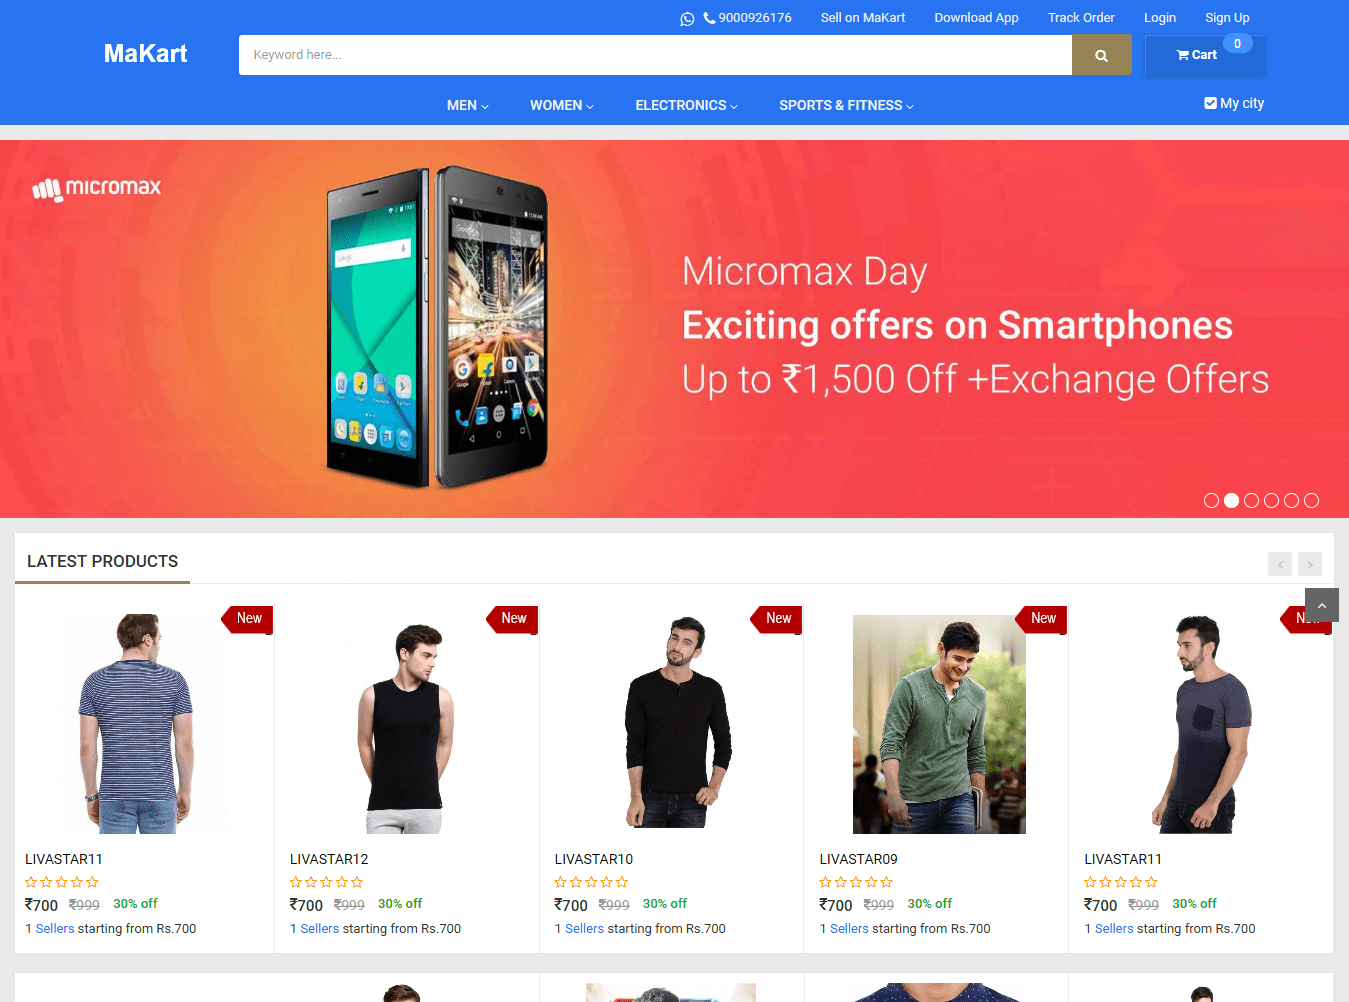 9000926176 Sell on MaKart Download App Track Order Login Sign Up
MaKart
Keyword here...
Cart
0
MEN WOMEN ELECTRONICS SPORTS & FITNESS
My city
micromax
Micromax Day
Exciting offers on Smartphones
Up to ₹1,500 Off +Exchange Offers
LATEST PRODUCTS
New New New New
LIVASTAR11 LIVASTAR12 LIVASTAR10 LIVASTAR09 LIVASTAR11
₹700 ₹999 30% off ₹700 ₹999 30% off ₹700 ₹999 30% off ₹700 ₹999 30% off ₹700 ₹999 30% off
1 Sellers starting from Rs.700 1 Sellers starting from Rs.700 1 Sellers starting from Rs.700 1 Sellers starting from Rs.700 1 Sellers starting from Rs.700